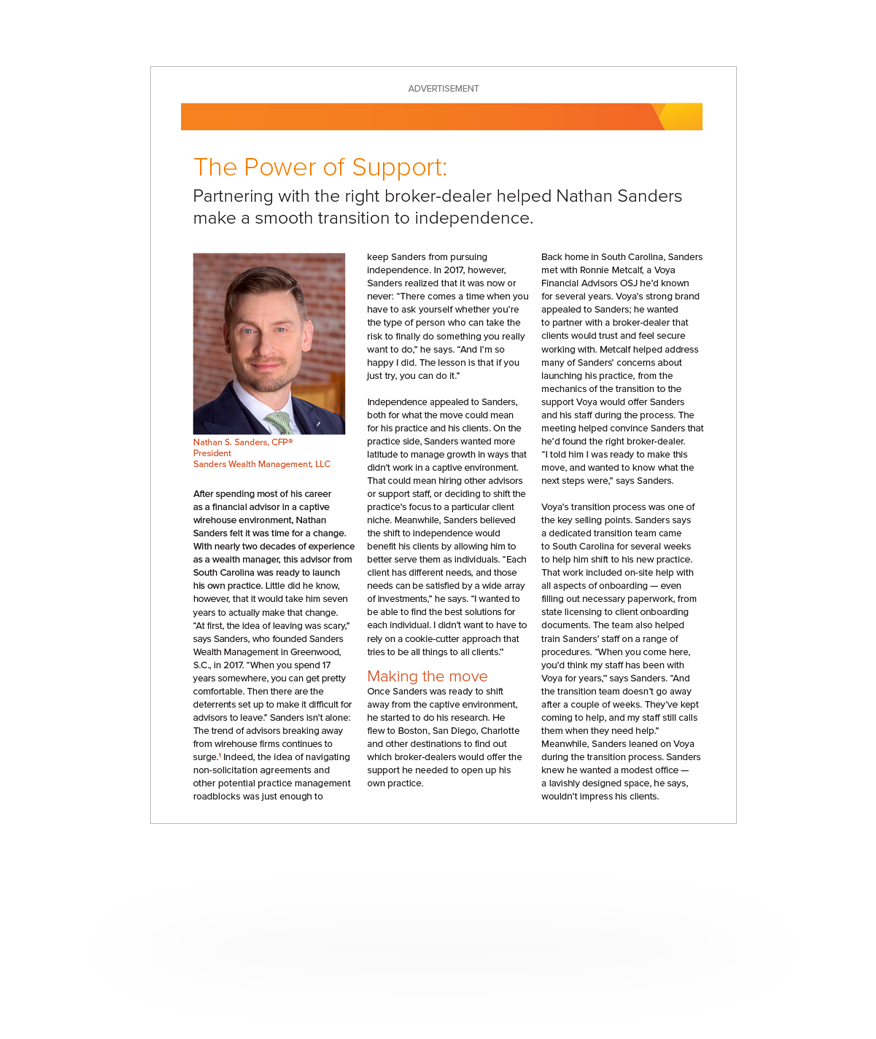 ADVERTISEMENT
The Power of Support:
Partnering with the right broker-dealer helped Nathan Sanders
make a smooth transition to independence.
Nathan S. Sanders, CFP®
President
Sanders Wealth Management, LLC
After spending most of his career
as a financial advisor in a captive
wirehouse environment, Nathan
Sanders felt it was time for a change.
With nearly two decades of experience
as a wealth manager, this advisor from
South Carolina was ready to launch
his own practice. Little did he know,
however, that it would take him seven
years to actually make that change.
"At first, the idea of leaving was scary,"
says Sanders, who founded Sanders
Wealth Management in Greenwood,
S.C., in 2017. "When you spend 17
years somewhere, you can get pretty
comfortable. Then there are the
deterrents set up to make it difficult for
advisors to leave." Sanders isn't alone:
The trend of advisors breaking away
from wirehouse firms continues to
surge.¹ Indeed, the idea of navigating
non-solicitation agreements and
other potential practice management
roadblocks was just enough to
keep Sanders from pursuing
independence. In 2017, however,
Sanders realized that it was now or
never: "There comes a time when you
have to ask yourself whether you're
the type of person who can take the
risk to finally do something you really
want to do," he says. "And I'm so
happy I did. The lesson is that if you
just try, you can do it."
Independence appealed to Sanders,
both for what the move could mean
for his practice and his clients. On the
practice side, Sanders wanted more
latitude to manage growth in ways that
didn't work in a captive environment.
That could mean hiring other advisors
or support staff, or deciding to shift the
practice's focus to a particular client
niche. Meanwhile, Sanders believed
the shift to independence would
benefit his clients by allowing him to
better serve them as individuals. "Each
client has different needs, and those
needs can be satisfied by a wide array
of investments," he says. "I wanted to
be able to find the best solutions for
each individual. I didn't want to have to
rely on a cookie-cutter approach that
tries to be all things to all clients."
Making the move
Once Sanders was ready to shift
away from the captive environment,
he started to do his research. He
flew to Boston, San Diego, Charlotte
and other destinations to find out
which broker-dealers would offer the
support he needed to open up his
own practice.
Back home in South Carolina, Sanders
met with Ronnie Metcalf, a Voya
Financial Advisors OSJ he'd known
for several years. Voya's strong brand
appealed to Sanders; he wanted
to partner with a broker-dealer that
clients would trust and feel secure
working with. Metcalf helped address
many of Sanders' concerns about
launching his practice, from the
mechanics of the transition to the
support Voya would offer Sanders
and his staff during the process. The
meeting helped convince Sanders that
he'd found the right broker-dealer.
"I told him I was ready to make this
move, and wanted to know what the
next steps were," says Sanders.
Voya's transition process was one of
the key selling points. Sanders says
a dedicated transition team came
to South Carolina for several weeks
to help him shift to his new practice.
That work included on-site help with
all aspects of onboarding — even
filling out necessary paperwork, from
state licensing to client onboarding
documents. The team also helped
train Sanders' staff on a range of
procedures. "When you come here,
you'd think my staff has been with
Voya for years," says Sanders. "And
the transition team doesn't go away
after a couple of weeks. They've kept
coming to help, and my staff still calls
them when they need help."
Meanwhile, Sanders leaned on Voya
during the transition process. Sanders
knew he wanted a modest office —
a lavishly designed space, he says,
wouldn't impress his clients.